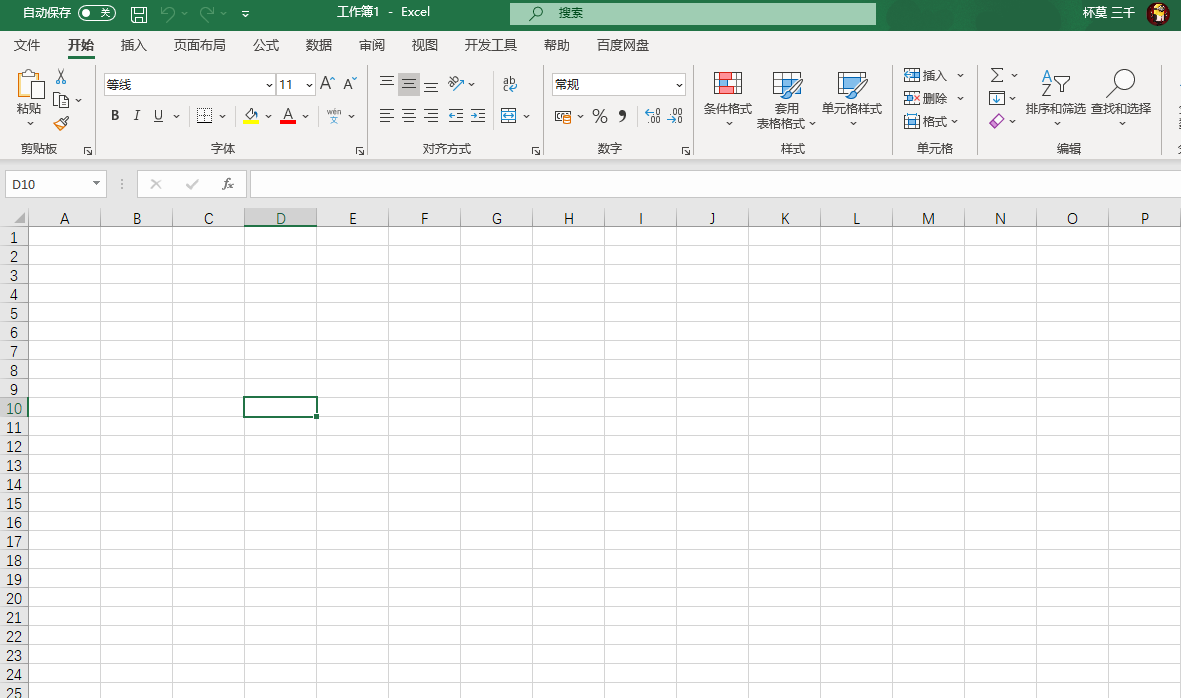 自动保存 关 工作簿1 - Excel 搜索 杯莫 三千
文件 开始 插入 页面布局 公式 数据 审阅 视图 开发工具 帮助 百度网盘
粘贴
剪贴板
等线 11 A A
B I U A wén 文
字体
ab c
对齐方式
常规
% .00 .00
数字
条件格式 套用 表格格式 单元格样式
样式
插入
删除
格式
单元格
排序和筛选 查找和选择
编辑
D10 fx
A B C D E F G H I J K L M N O P
1
2
3
4
5
6
7
8
9
10
11
12
13
14
15
16
17
18
19
20
21
22
23
24
25